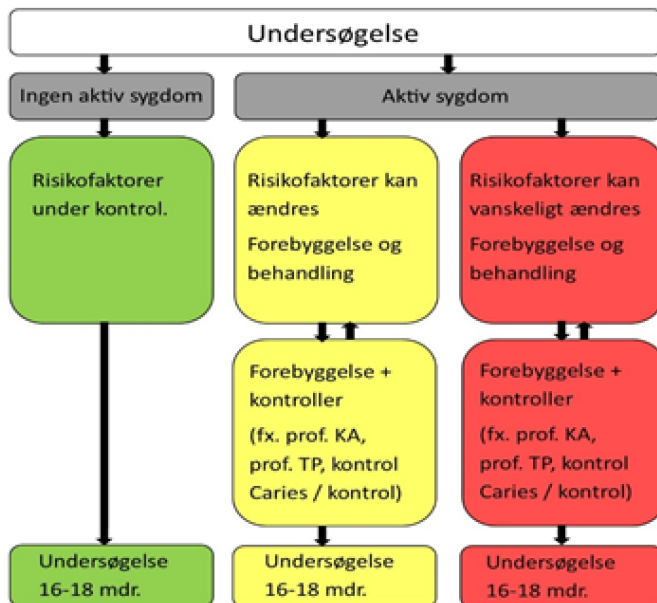 Undersøgelse
Ingen aktiv sygdom
Aktiv sygdom
Risikofaktorer
under kontrol.
Risikofaktorer kan
ændres
Forebyggelse og
behandling
Risikofaktorer kan
vanskeligt ændres
Forebyggelse og
behandling
Forebyggelse +
kontroller
(fx. prof. KA,
prof. TP, kontrol
Caries / kontrol)
Forebyggelse +
kontroller
(fx. prof. KA,
prof. TP, kontrol
Caries / kontrol)
Undersøgelse
16-18 mdr.
Undersøgelse
16-18 mdr.
Undersøgelse
16-18 mdr.